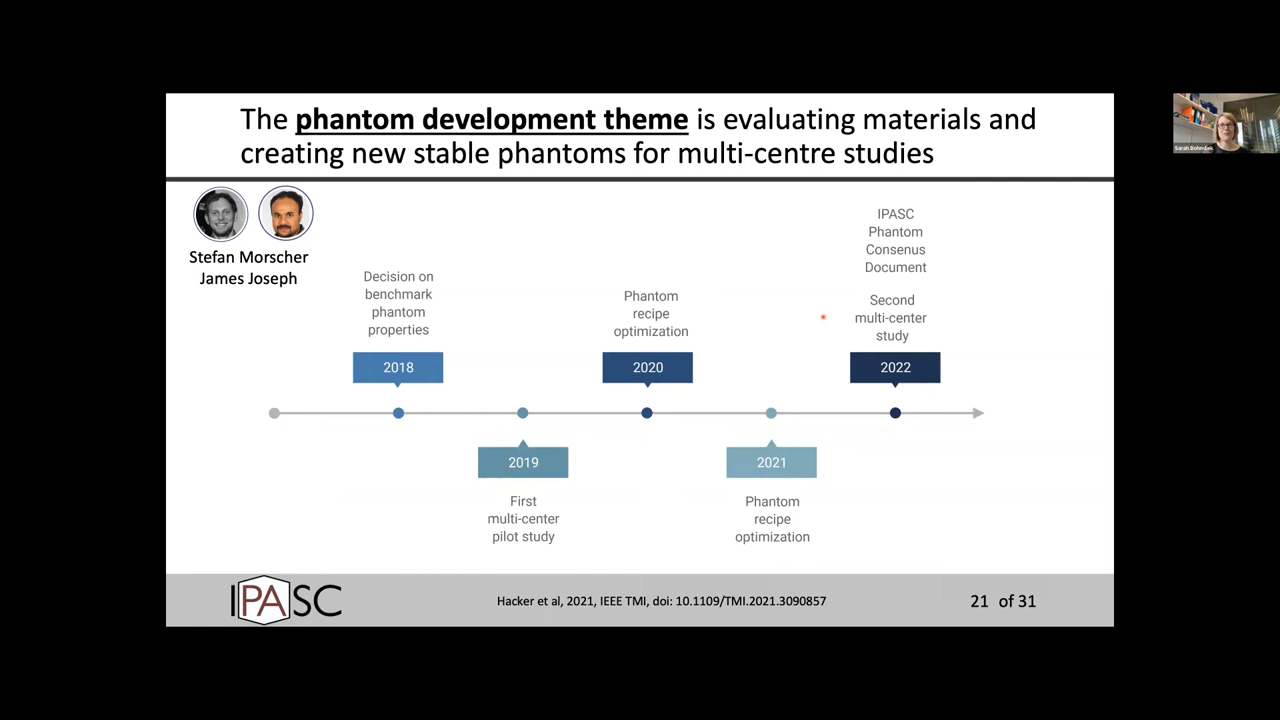 The phantom development theme is evaluating materials and
creating new stable phantoms for multi-centre studies
Stefan Morscher
James Joseph
Decision on
benchmark
phantom
properties
2018
First
multi-center
pilot study
2019
Phantom
recipe
optimization
2020
Phantom
recipe
optimization
2021
IPASC
Phantom
Consenus
Document
Second
multi-center
study
2022
IPASC
Hacker et al, 2021, IEEE TMI, doi: 10.1109/TMI.2021.3090857
21 of 31
Sarah Bohndiek